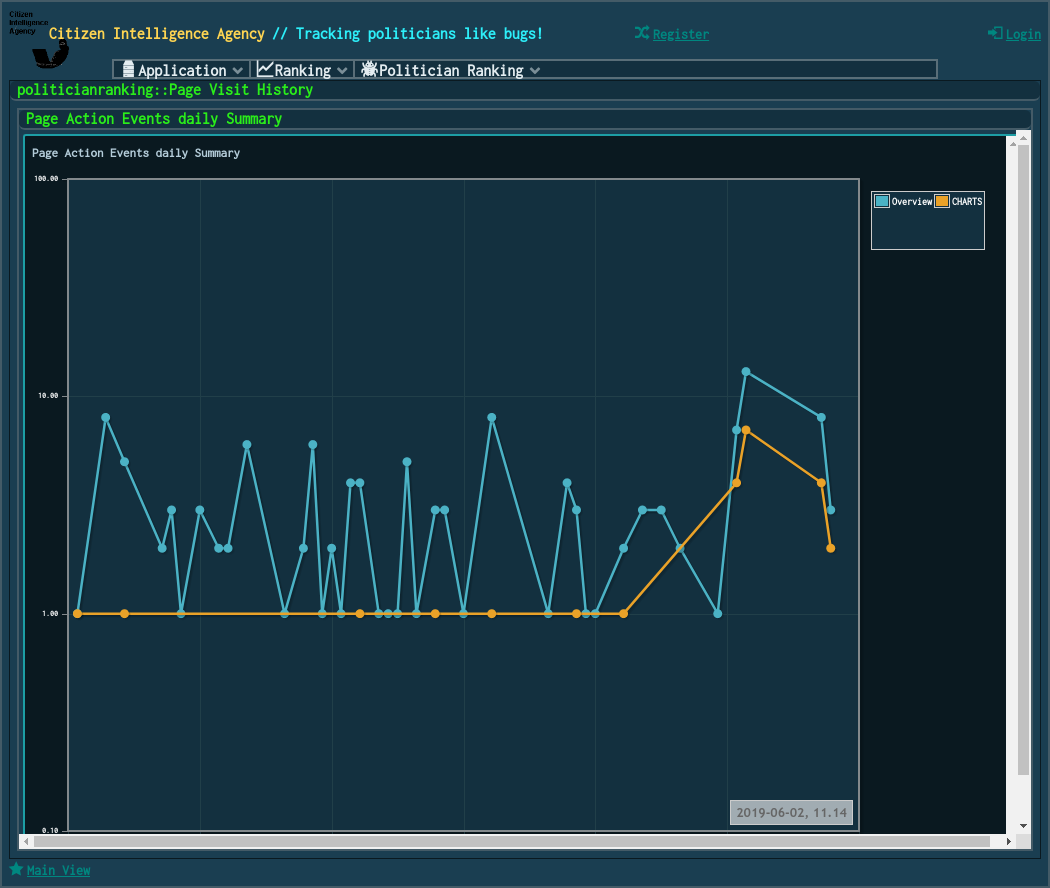 Citizen
Intelligence
Agency
Citizen Intelligence Agency // Tracking politicians like bugs!
Register
Login
Application
Ranking
Politician Ranking
politicianranking::Page Visit History
Page Action Events daily Summary
Page Action Events daily Summary
100.00
Overview
CHARTS
10.00
1.00
0.10
2019-06-02, 11.14
Main View